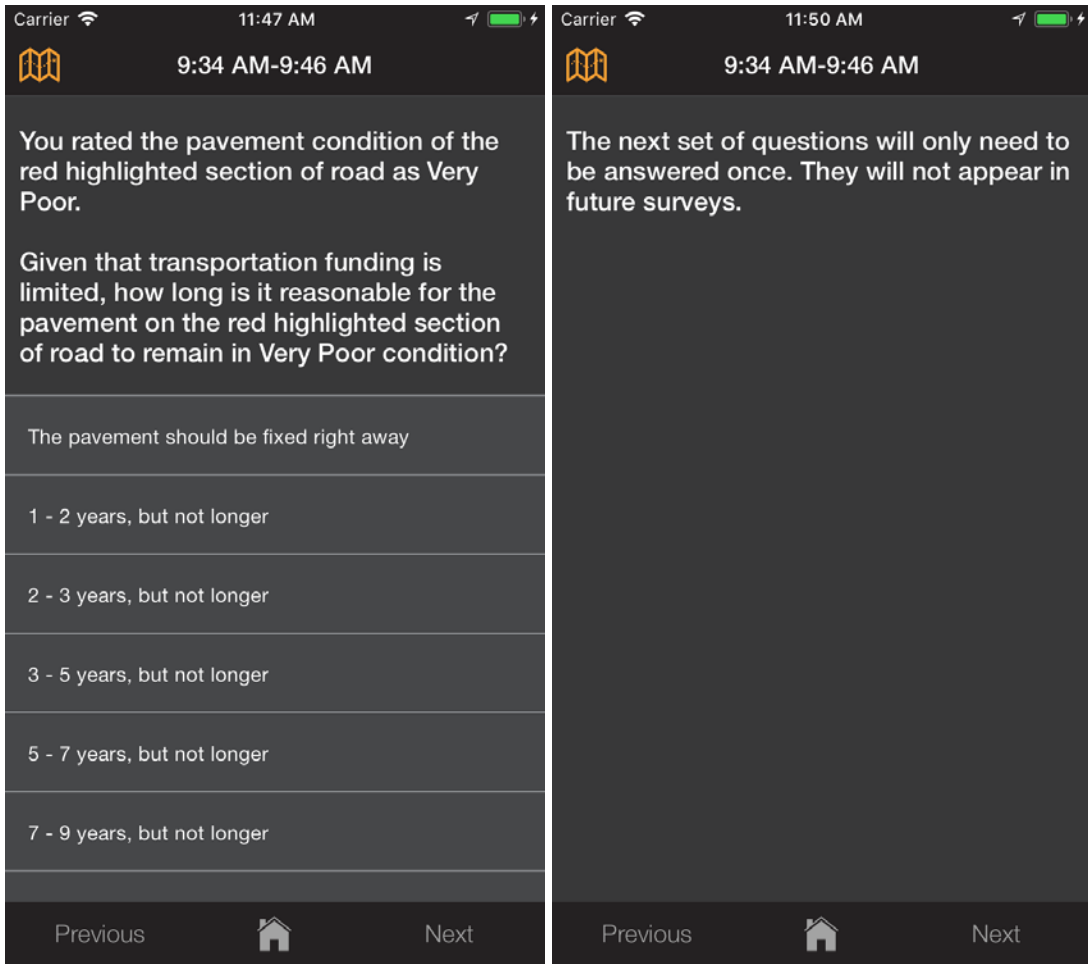 Carrier 11:47 AM
9:34 AM-9:46 AM
You rated the pavement condition of the
red highlighted section of road as Very
Poor.
Given that transportation funding is
limited, how long is it reasonable for the
pavement on the red highlighted section
of road to remain in Very Poor condition?
The pavement should be fixed right away
1 - 2 years, but not longer
2 - 3 years, but not longer
3 - 5 years, but not longer
5 - 7 years, but not longer
7 - 9 years, but not longer
Previous Next
Carrier 11:50 AM
9:34 AM-9:46 AM
The next set of questions will only need to
be answered once. They will not appear in
future surveys.
Previous Next